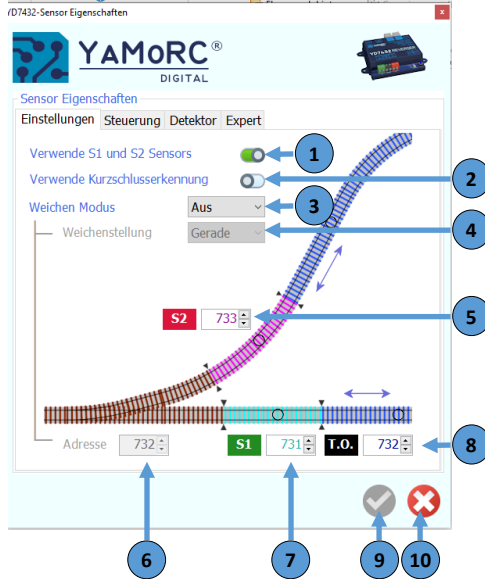 YD7432-Sensor Eigenschaften
x
YAMORC®
DIGITAL
Sensor Eigenschaften
Einstellungen Steuerung Detektor Expert
Verwende S1 und S2 Sensors
1
Verwende Kurzschlusserkennung
2
Weichen Modus Aus
3
Weichenstellung Gerade
4
S2 733
5
Adresse 732 S1 731 T.O. 732
8
6 7 9 10